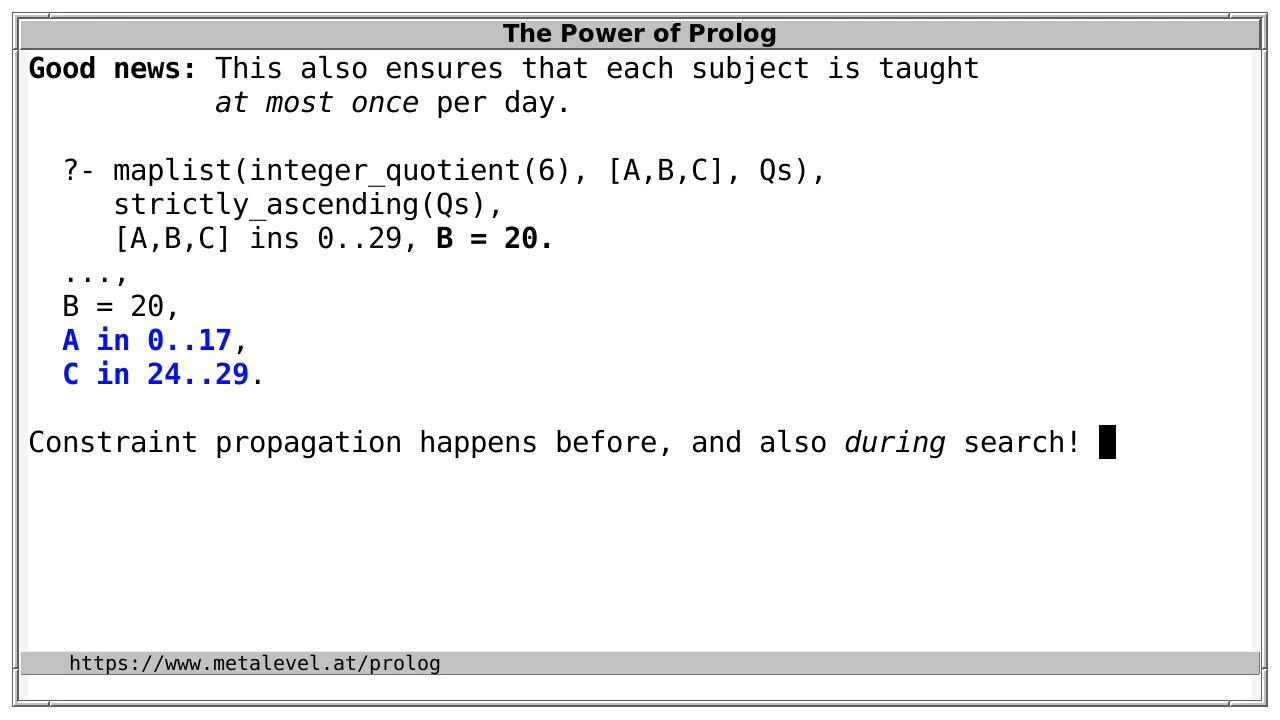 The Power of Prolog
Good news: This also ensures that each subject is taught
at most once per day.
?- maplist(integer_quotient(6), [A,B,C], Qs),
strictly_ascending(Qs),
[A,B,C] ins 0..29, B = 20.
...,
B = 20,
A in 0..17,
C in 24..29.
Constraint propagation happens before, and also during search!
https://www.metalevel.at/prolog